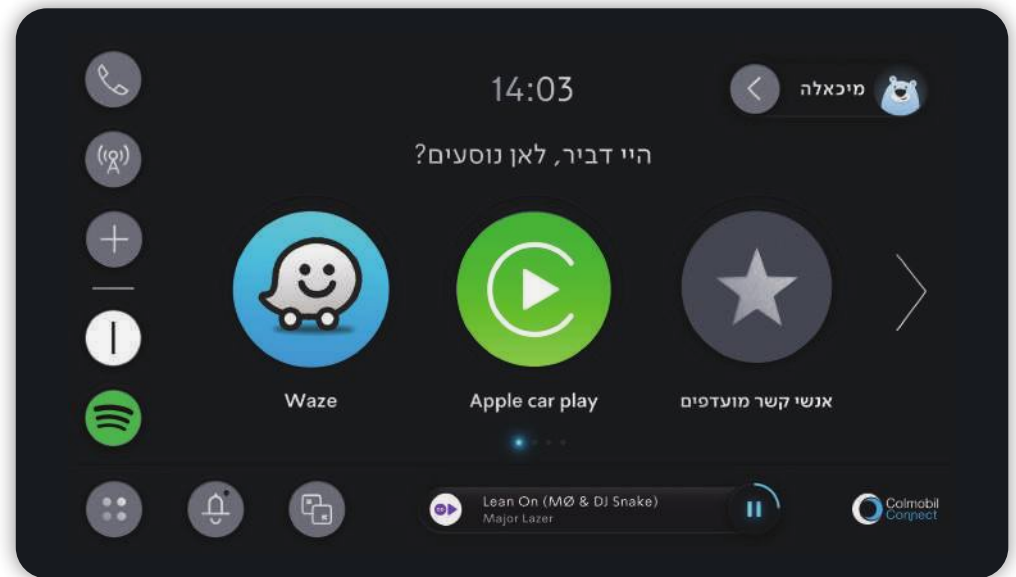 14:03
מיכאלה
היי דביר, לאן נוסעים?
Waze
Apple car play
אנשי קשר מועדפים
Lean On (MØ & DJ Snake)
Major Lazer
Colmobil
Connect